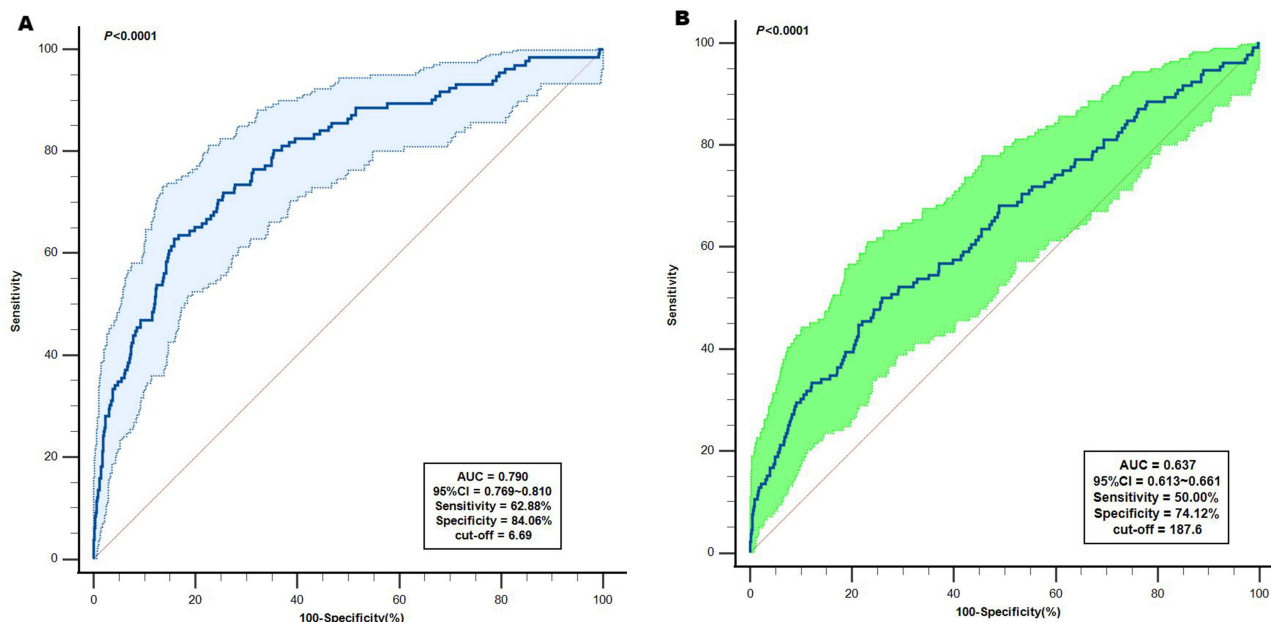 A
P<0.0001
100
80
60
40
20
0
Sensitivity
0 20 40 60 80 100
100-Specificity(%)
AUC = 0.790
95%CI = 0.769~0.810
Sensitivity = 62.88%
Specificity = 84.06%
cut-off = 6.69
B
P<0.0001
100
80
60
40
20
0
Sensitivity
0 20 40 60 80 100
100-Specificity(%)
AUC = 0.637
95%CI = 0.613~0.661
Sensitivity = 50.00%
Specificity = 74.12%
cut-off = 187.6